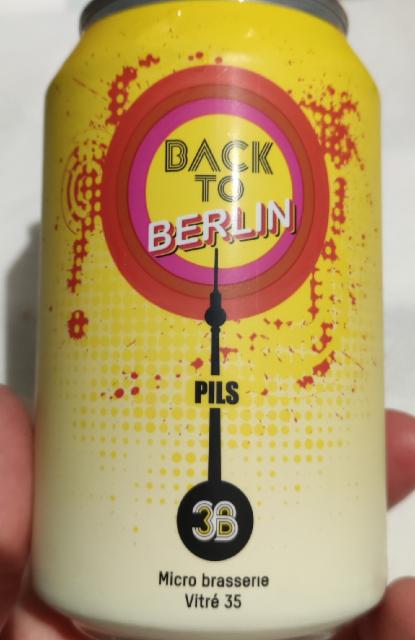 BACK
TO
BERLIN
PILS
3B
Micro brasserie
Vitré 35